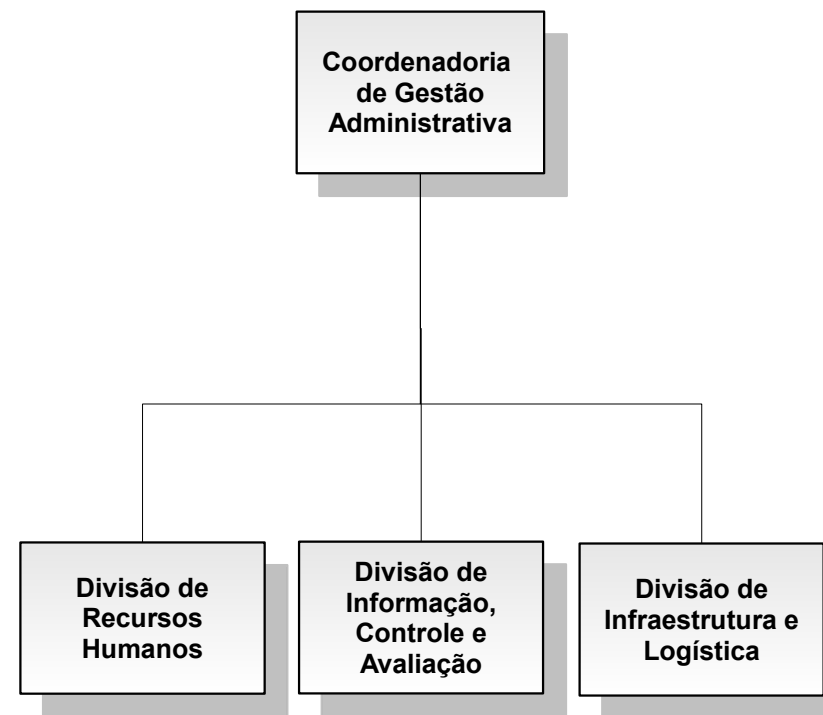 Coordenadoria
de Gestão
Administrativa
Divisão de
Recursos
Humanos
Divisão de
Informação,
Controle e
Avaliação
Divisão de
Infraestrutura e
Logística